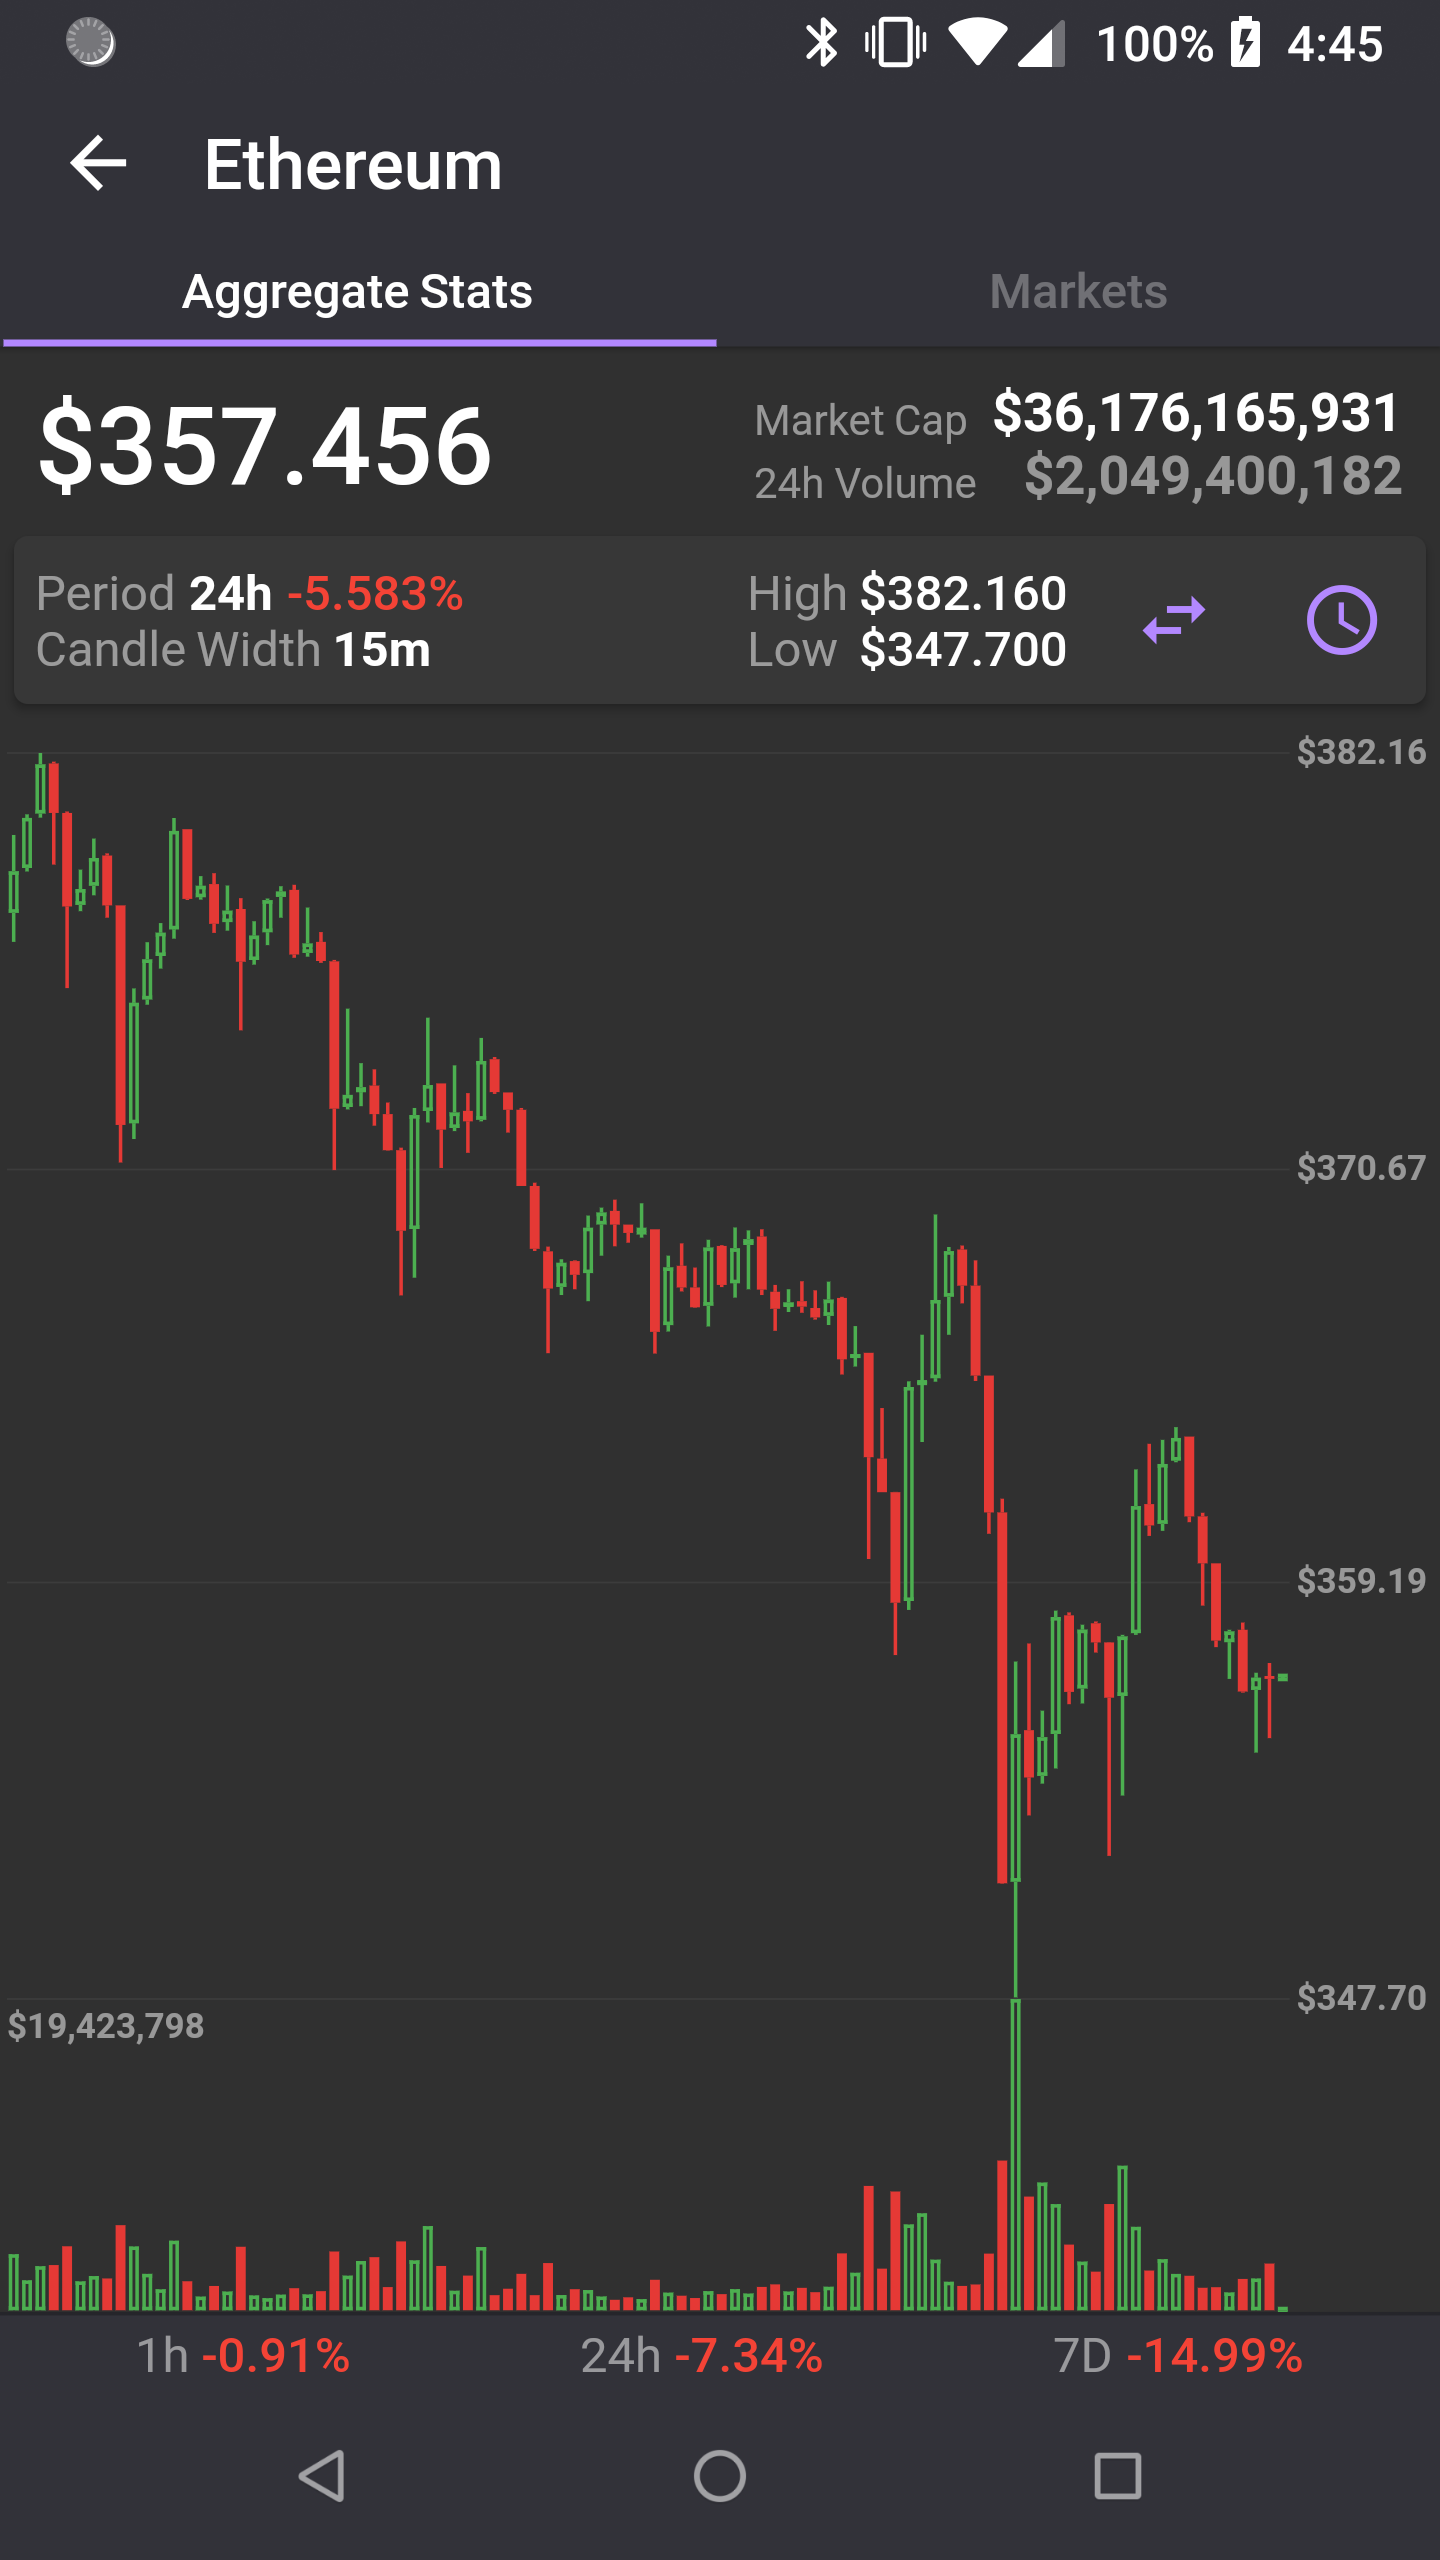 100% 4:45
Ethereum
Aggregate Stats Markets
$357.456
Market Cap $36,176,165,931
24h Volume $2,049,400,182
Period 24h -5.583% High $382.160
Candle Width 15m Low $347.700
$382.16
$370.67
$359.19
$347.70
$19,423,798
1h -0.91% 24h -7.34% 7D -14.99%